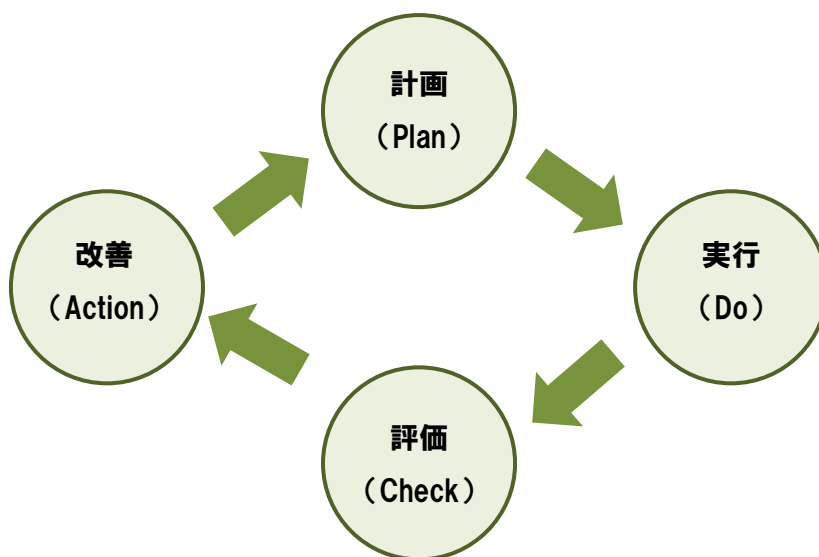 計画
（Plan）
実行
（Do）
評価
（Check）
改善
（Action）